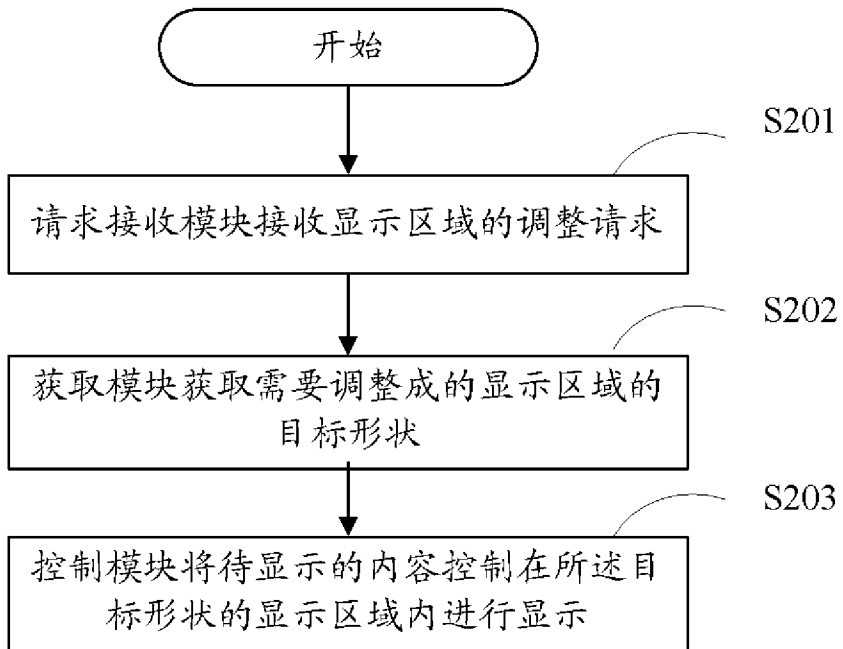 开始
S201
请求接收模块接收显示区域的调整请求
S202
获取模块获取需要调整成的显示区域的
目标形状
S203
控制模块将待显示的内容控制在所述目
标形状的显示区域内进行显示